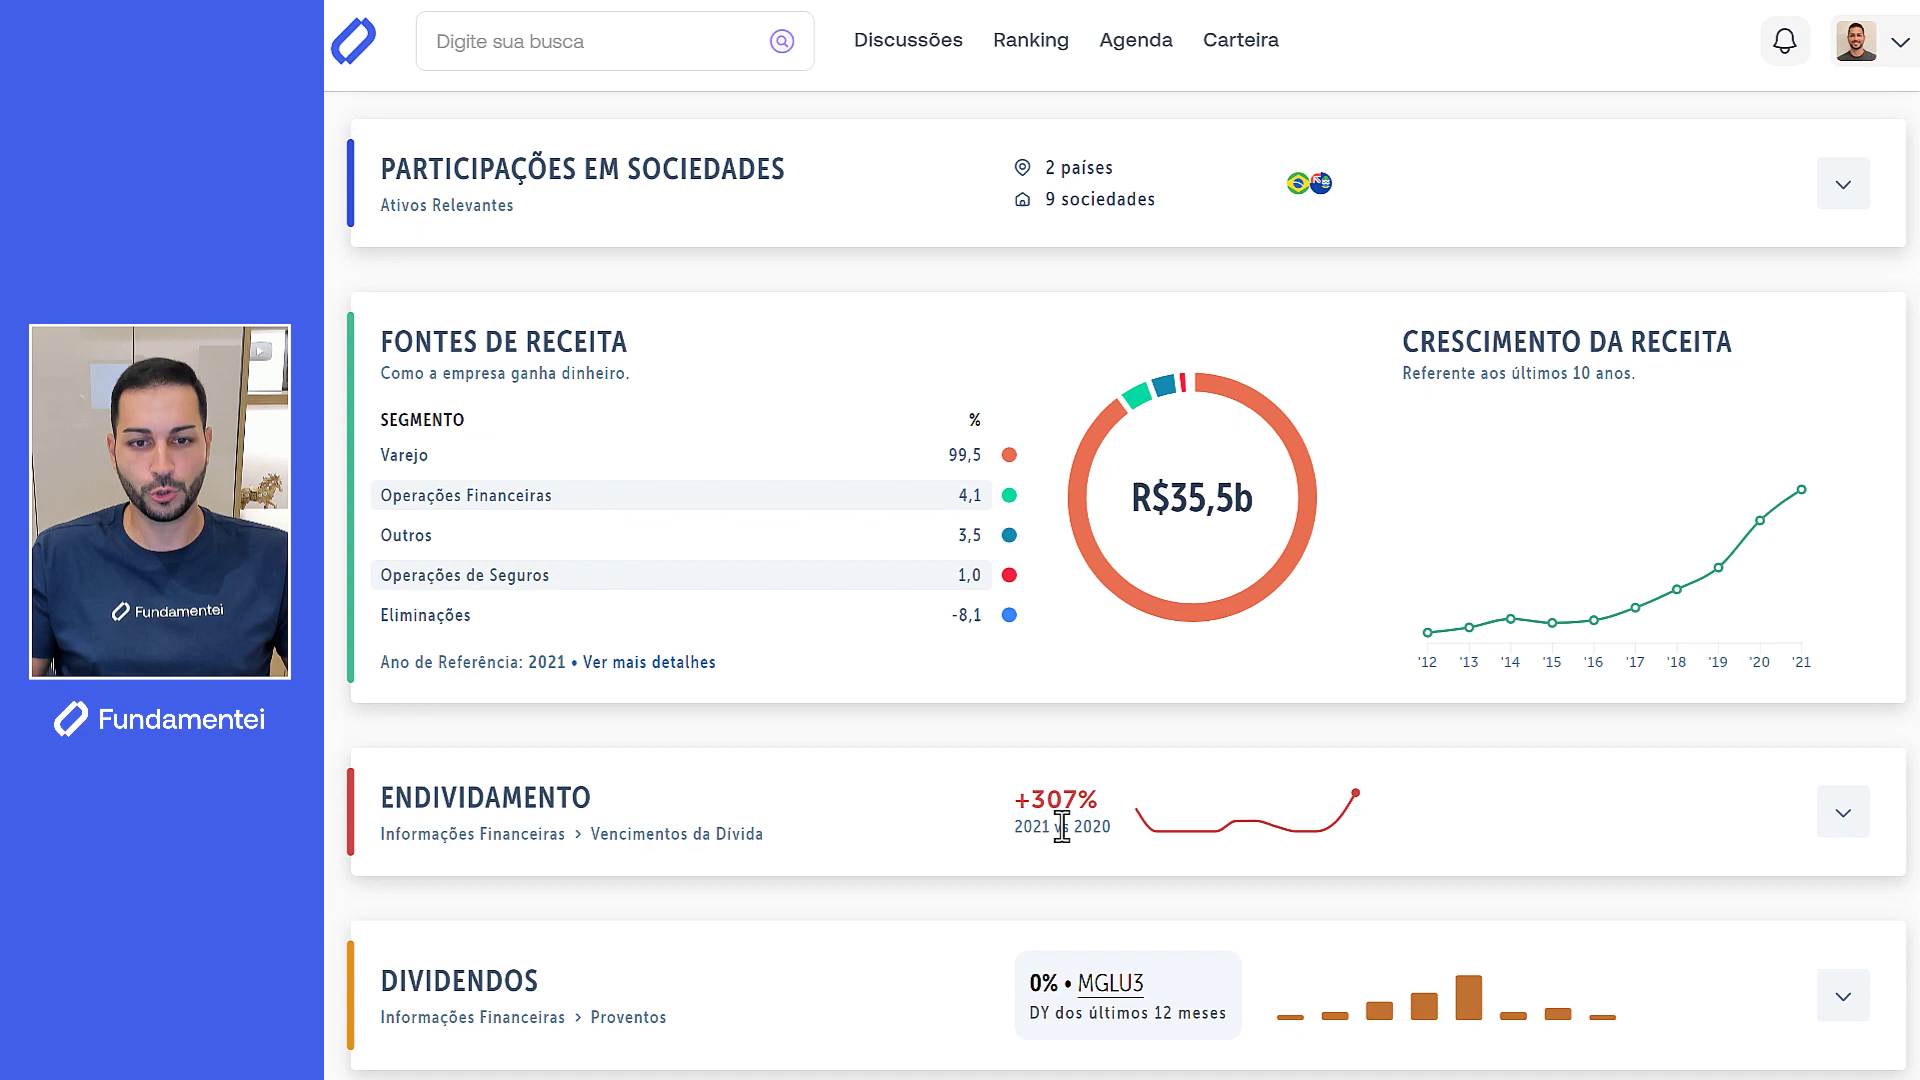 Digite sua busca
Discussões
Ranking
Agenda
Carteira
PARTICIPAÇÕES EM SOCIEDADES
Ativos Relevantes
2 países
9 sociedades
FONTES DE RECEITA
Como a empresa ganha dinheiro.
SEGMENTO %
Varejo 99,5
Operações Financeiras 4,1
Outros 3,5
Operações de Seguros 1,0
Eliminações -8,1
Ano de Referência: 2021 • Ver mais detalhes
R$35,5b
CRESCIMENTO DA RECEITA
Referente aos últimos 10 anos.
'12 '13 '14 '15 '16 '17 '18 '19 '20 '21
Fundamentei
Fundamentei
ENDIVIDAMENTO
Informações Financeiras > Vencimentos da Dívida
+307%
2021 vs 2020
DIVIDENDOS
Informações Financeiras > Proventos
0% • MGLU3
DY dos últimos 12 meses